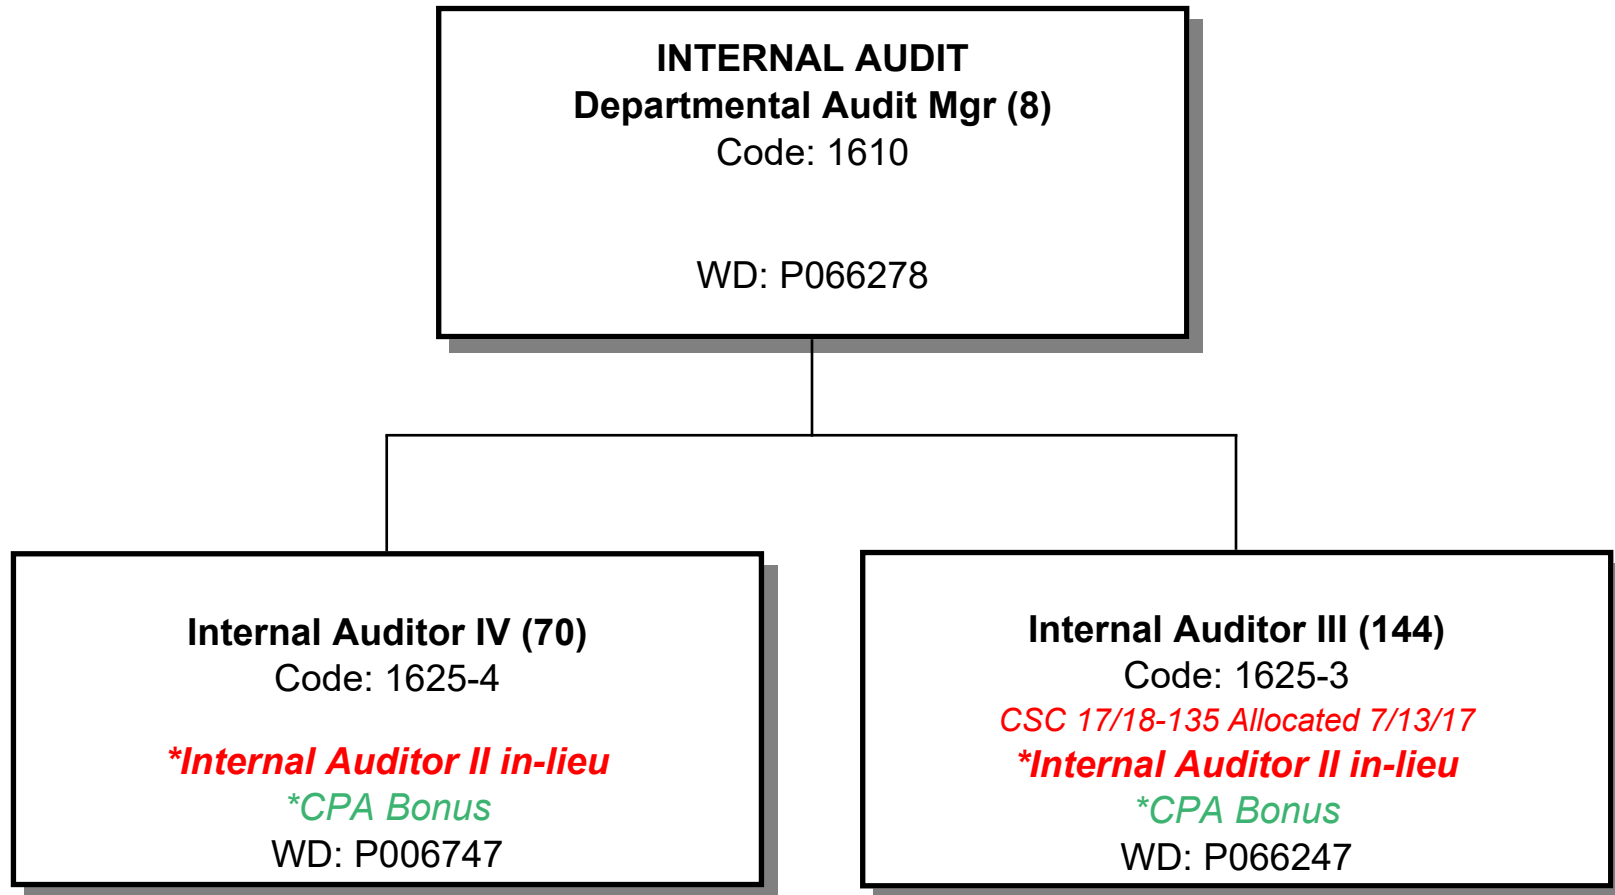 INTERNAL AUDIT
Departmental Audit Mgr (8)
Code: 1610
WD: P066278
Internal Auditor IV (70)
Code: 1625-4
*Internal Auditor II in-lieu
*CPA Bonus
WD: P006747
Internal Auditor III (144)
Code: 1625-3
CSC 17/18-135 Allocated 7/13/17
*Internal Auditor II in-lieu
*CPA Bonus
WD: P066247